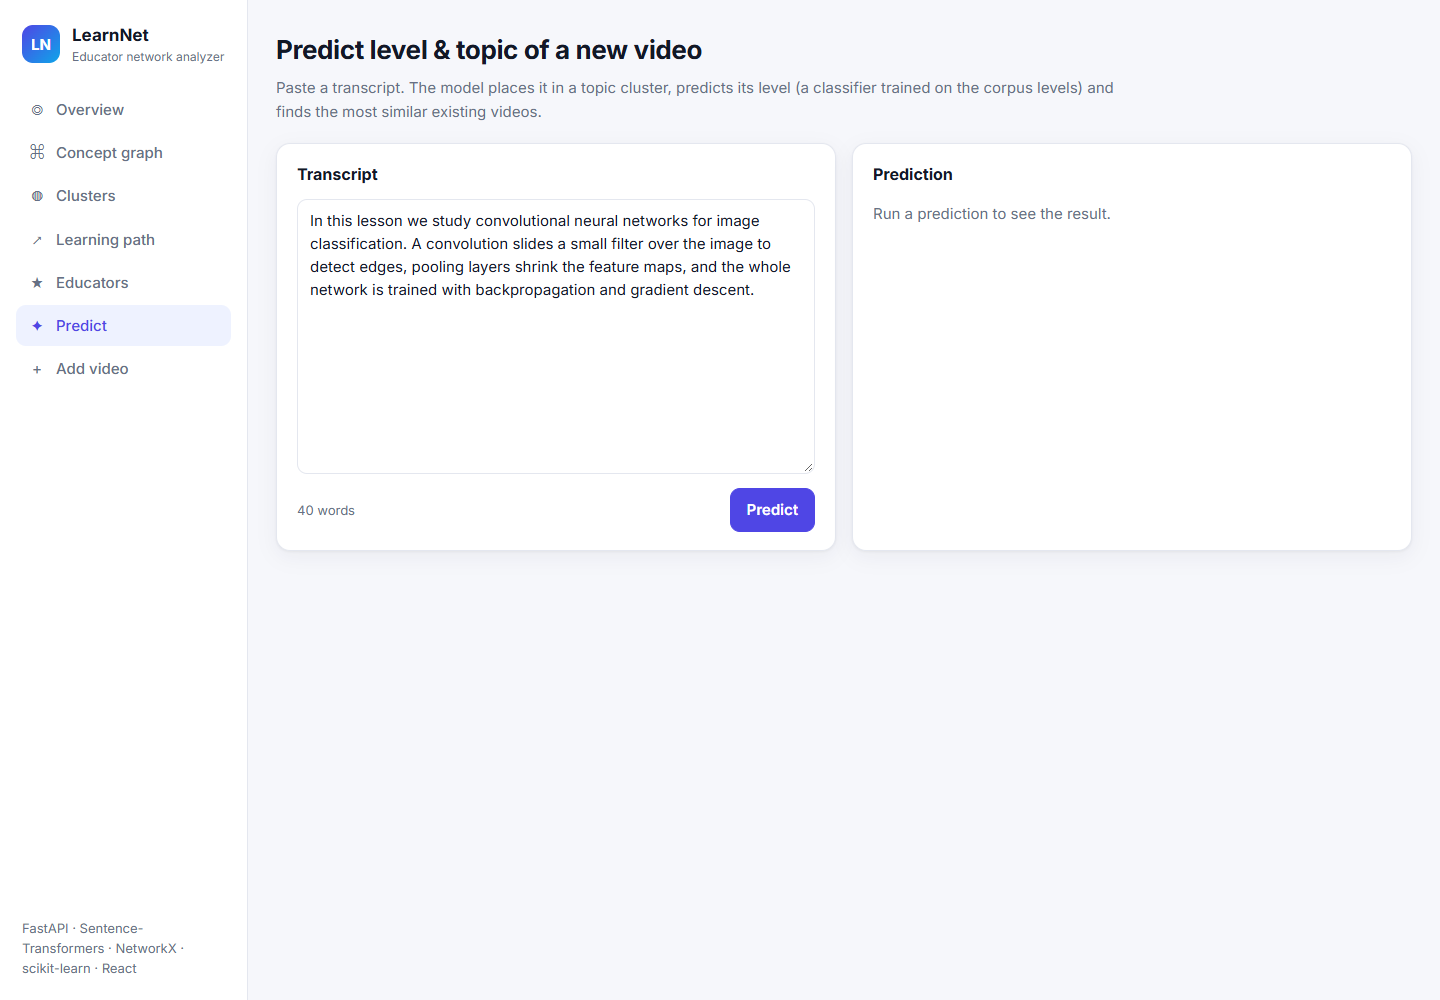 LN
LearnNet
Educator network analyzer
Overview
Concept graph
Clusters
Learning path
Educators
Predict
Add video
FastAPI · Sentence-
Transformers · NetworkX ·
scikit-learn · React
Predict level & topic of a new video
Paste a transcript. The model places it in a topic cluster, predicts its level (a classifier trained on the corpus levels) and
finds the most similar existing videos.
Transcript
In this lesson we study convolutional neural networks for image
classification. A convolution slides a small filter over the image to
detect edges, pooling layers shrink the feature maps, and the whole
network is trained with backpropagation and gradient descent.
40 words
Predict
Prediction
Run a prediction to see the result.